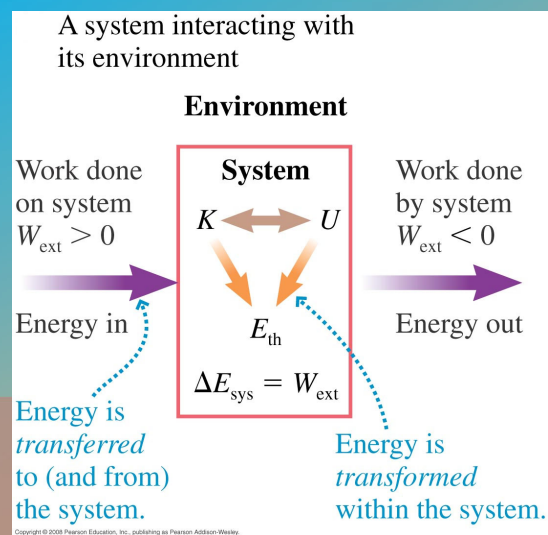 A system interacting with
its environment
Environment
Work done
on system
W_ext > 0
Energy in
System
K U
E_th
ΔE_sys = W_ext
Work done
by system
W_ext < 0
Energy out
Energy is
transferred
to (and from)
the system.
Energy is
transformed
within the system.
Copyright © 2008 Pearson Education, Inc., publishing as Pearson Addison-Wesley.